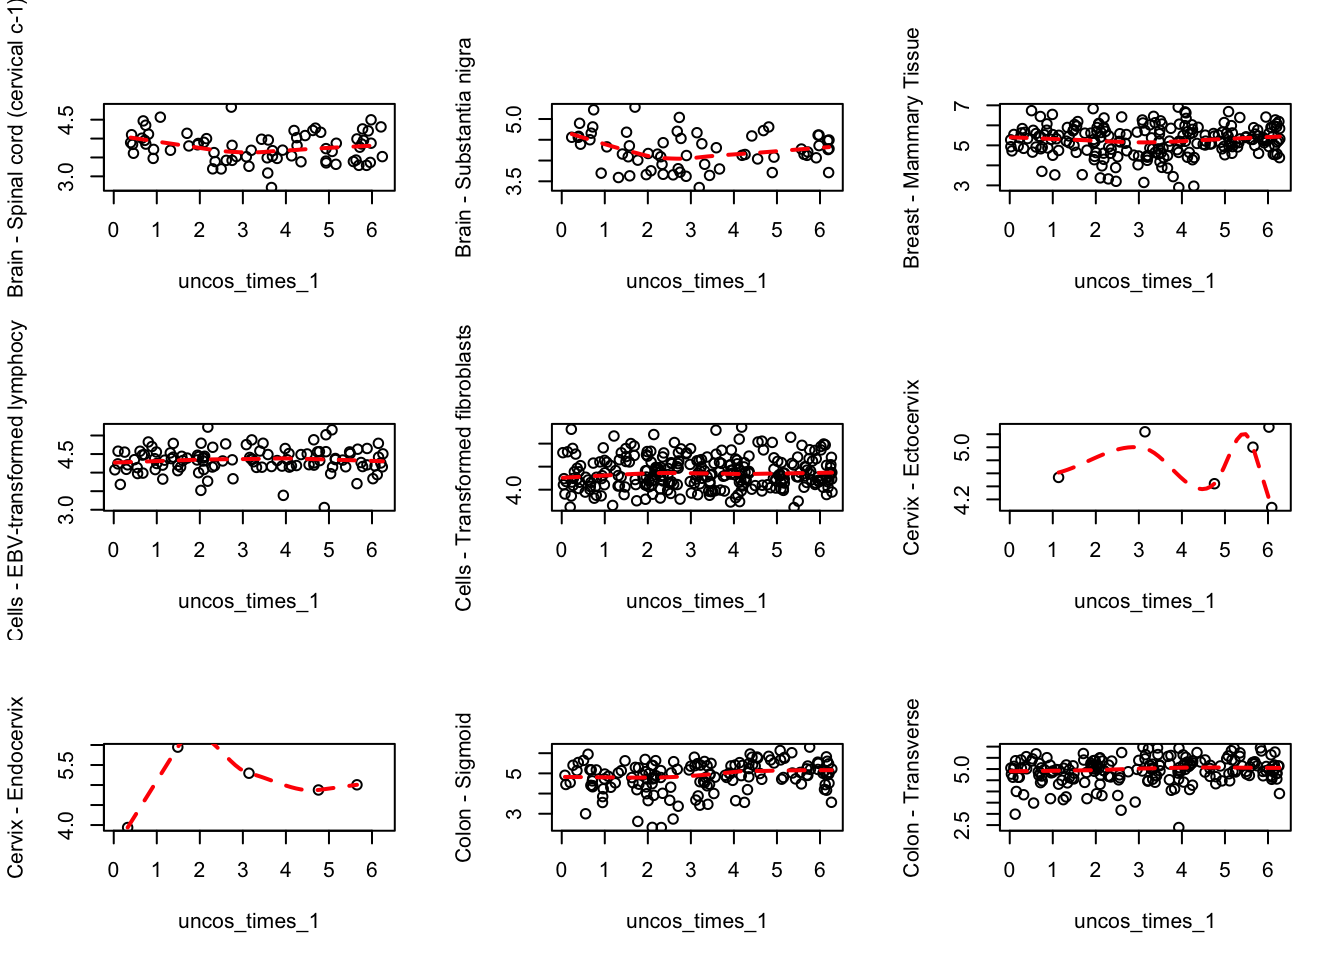 Brain - Spinal cord (cervical c-1)
4.5
3.0
0 1 2 3 4 5 6
uncos_times_1
Brain - Substantia nigra
5.0
3.5
0 1 2 3 4 5 6
uncos_times_1
Breast - Mammary Tissue
7
5
3
0 1 2 3 4 5 6
uncos_times_1
Cells - EBV-transformed lymphocy
4.5
3.0
0 1 2 3 4 5 6
uncos_times_1
Cells - Transformed fibroblasts
4.0
0 1 2 3 4 5 6
uncos_times_1
Cervix - Ectocervix
5.0
4.2
0 1 2 3 4 5 6
uncos_times_1
Cervix - Endocervix
5.5
4.0
0 1 2 3 4 5 6
uncos_times_1
Colon - Sigmoid
5
3
0 1 2 3 4 5 6
uncos_times_1
Colon - Transverse
5.0
2.5
0 1 2 3 4 5 6
uncos_times_1